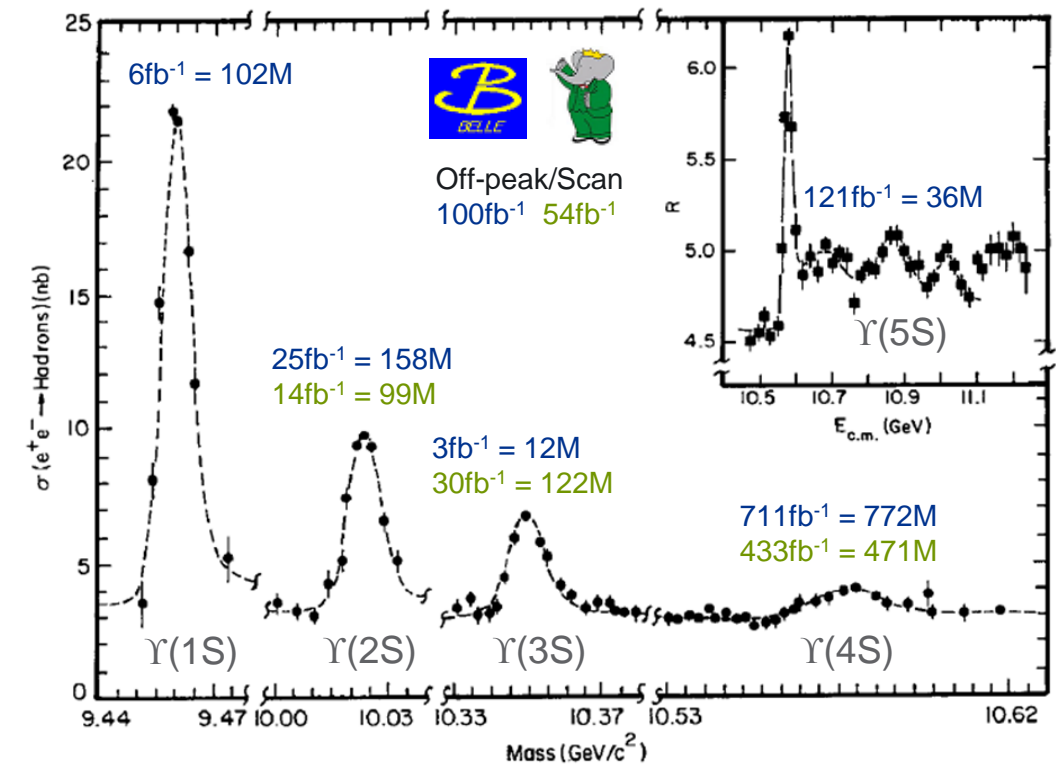 25
20
15
10
5
0
σ(e⁺e⁻→Hadrons)(nb)
6fb⁻¹ = 102M
BELLE
Off-peak/Scan
100fb⁻¹ 54fb⁻¹
25fb⁻¹ = 158M
14fb⁻¹ = 99M
3fb⁻¹ = 12M
30fb⁻¹ = 122M
711fb⁻¹ = 772M
433fb⁻¹ = 471M
ϒ(1S) ϒ(2S) ϒ(3S) ϒ(4S)
9.44 9.47 10.00 10.03 10.33 10.37 10.53 10.62
Mass (GeV/c²)
6.0
5.5
5.0
4.5
R
121fb⁻¹ = 36M
ϒ(5S)
10.5 10.7 10.9 11.1
E_c.m. (GeV)